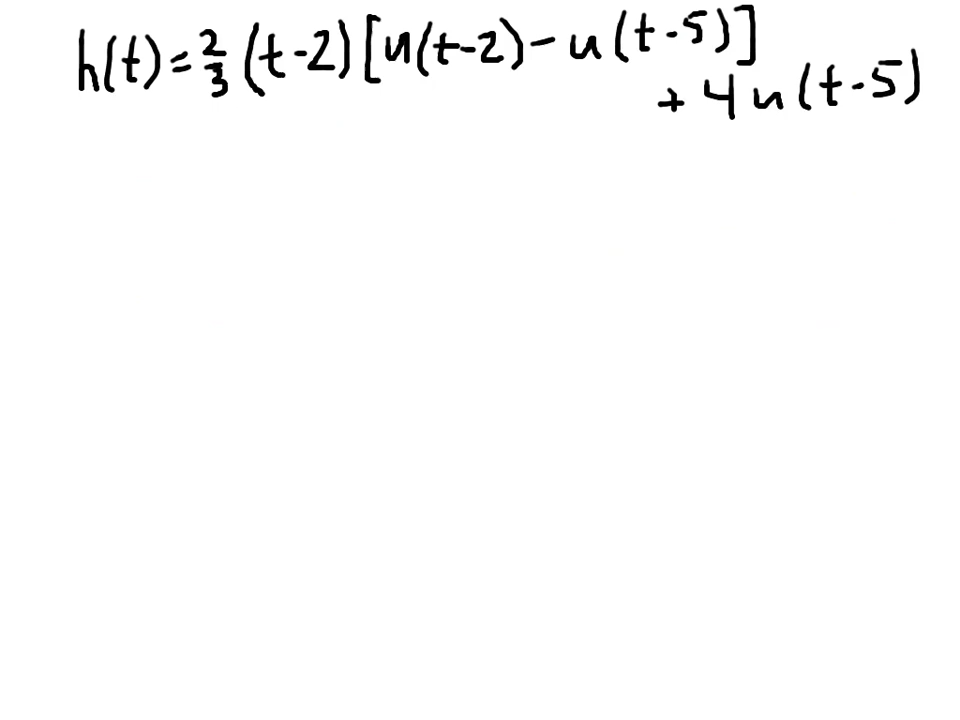 h(t) = 2/3 (t-2) [u(t-2) - u(t-5)]
+ 4u(t-5)